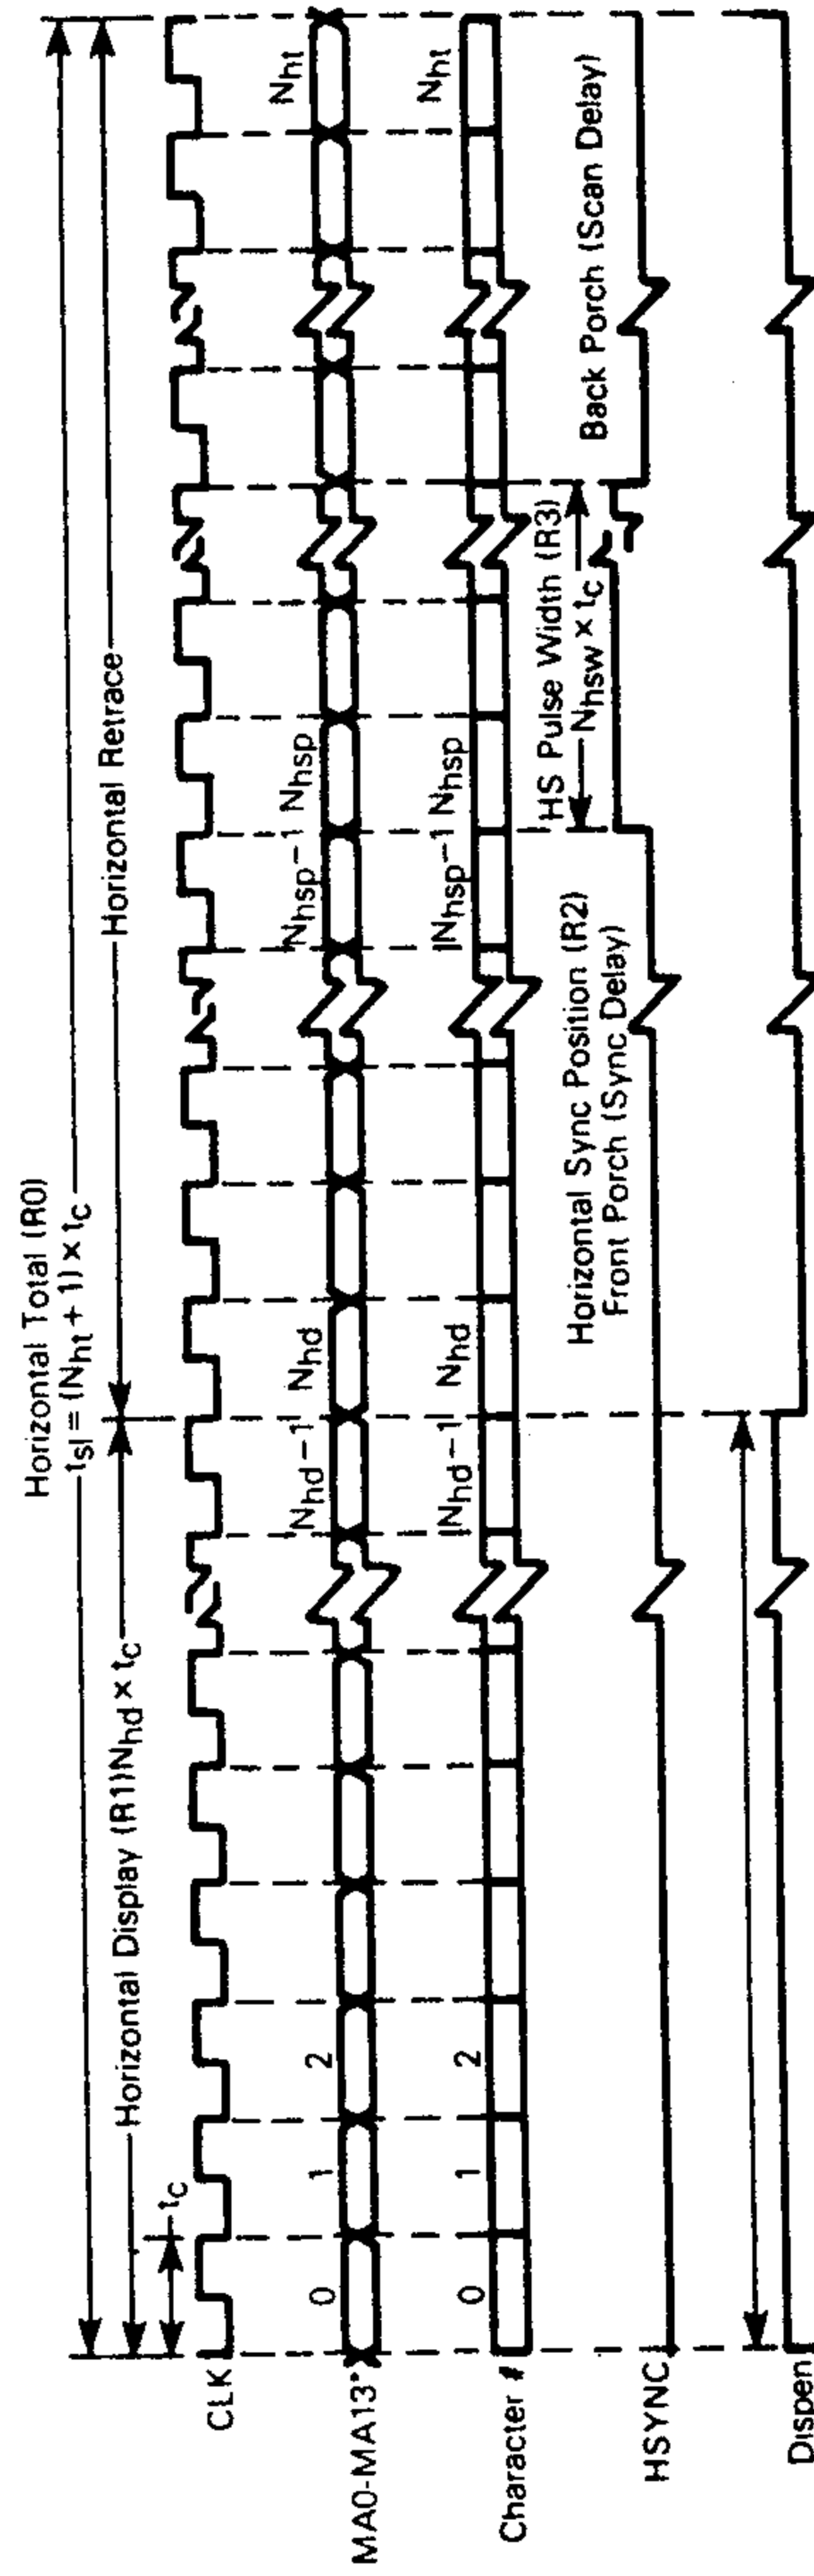 Horizontal Total (R0)
tsl = (Nht + 1) × tc
Horizontal Display (R1)Nhd × tc
Horizontal Retrace
tc
CLK
MA0-MA13*
0 1 2 Nhd-1 Nhd Nhsp-1 Nhsp Nht
Character #
0 1 2 Nhd-1 Nhd Nhsp-1 Nhsp Nht
HSYNC
Horizontal Sync Position (R2)
Front Porch (Sync Delay)
HS Pulse Width (R3)
Nhsw × tc
Back Porch (Scan Delay)
Dispen